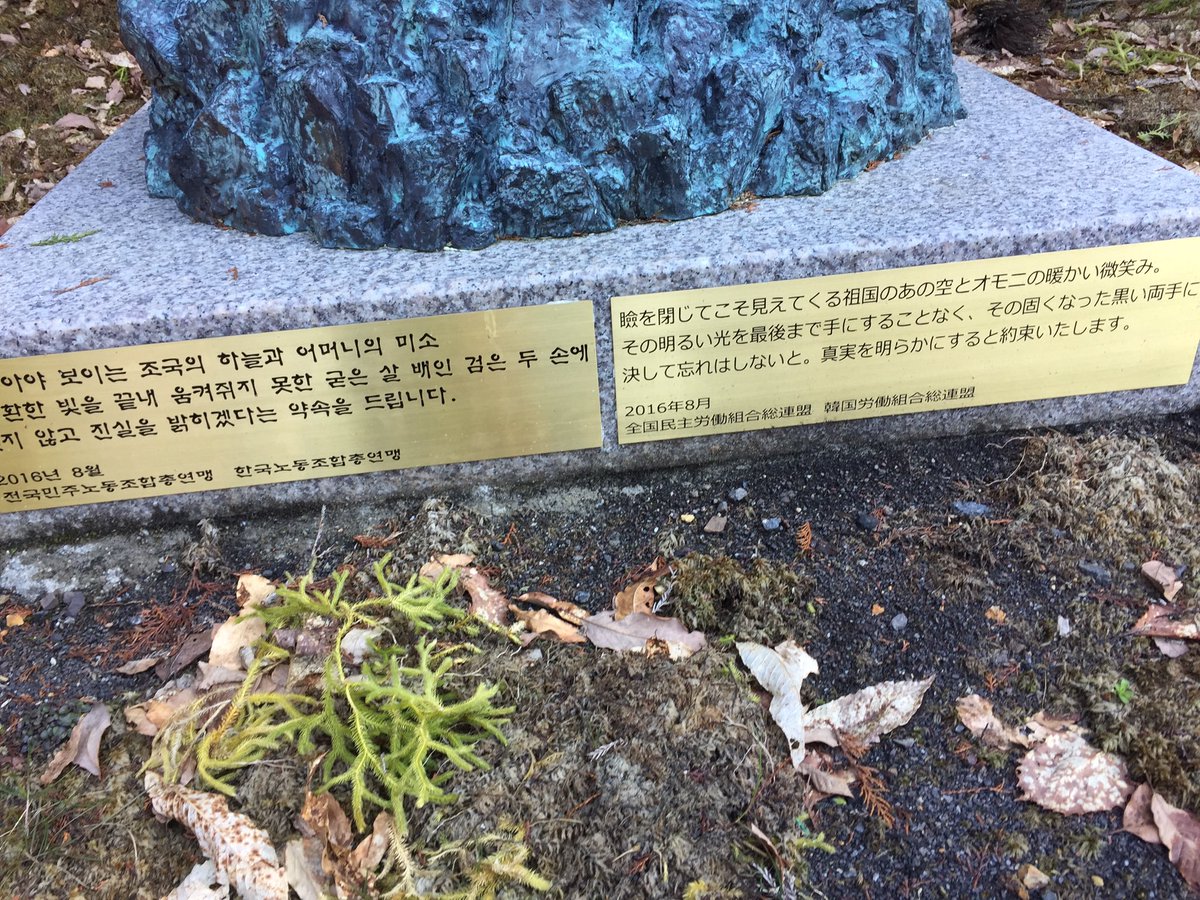 아야 보이는 조국의 하늘과 어머니의 미소
환한 빛을 끝내 움켜쥐지 못한 굳은 살 배인 검은 두 손에
않고 진실을 밝히겠다는 약속을 드립니다.
2016년 8월
전국민주노동조합총연맹 한국노동조합총연맹
瞼を閉じてこそ見えてくる祖国のあの空とオモニの暖かい微笑み。
その明るい光を最後まで手にすることなく、その固くなった黒い両手に
決して忘れはしないと。真実を明らかにすると約束いたします。
2016年8月
全国民主労働組合総連盟 韓国労働組合総連盟